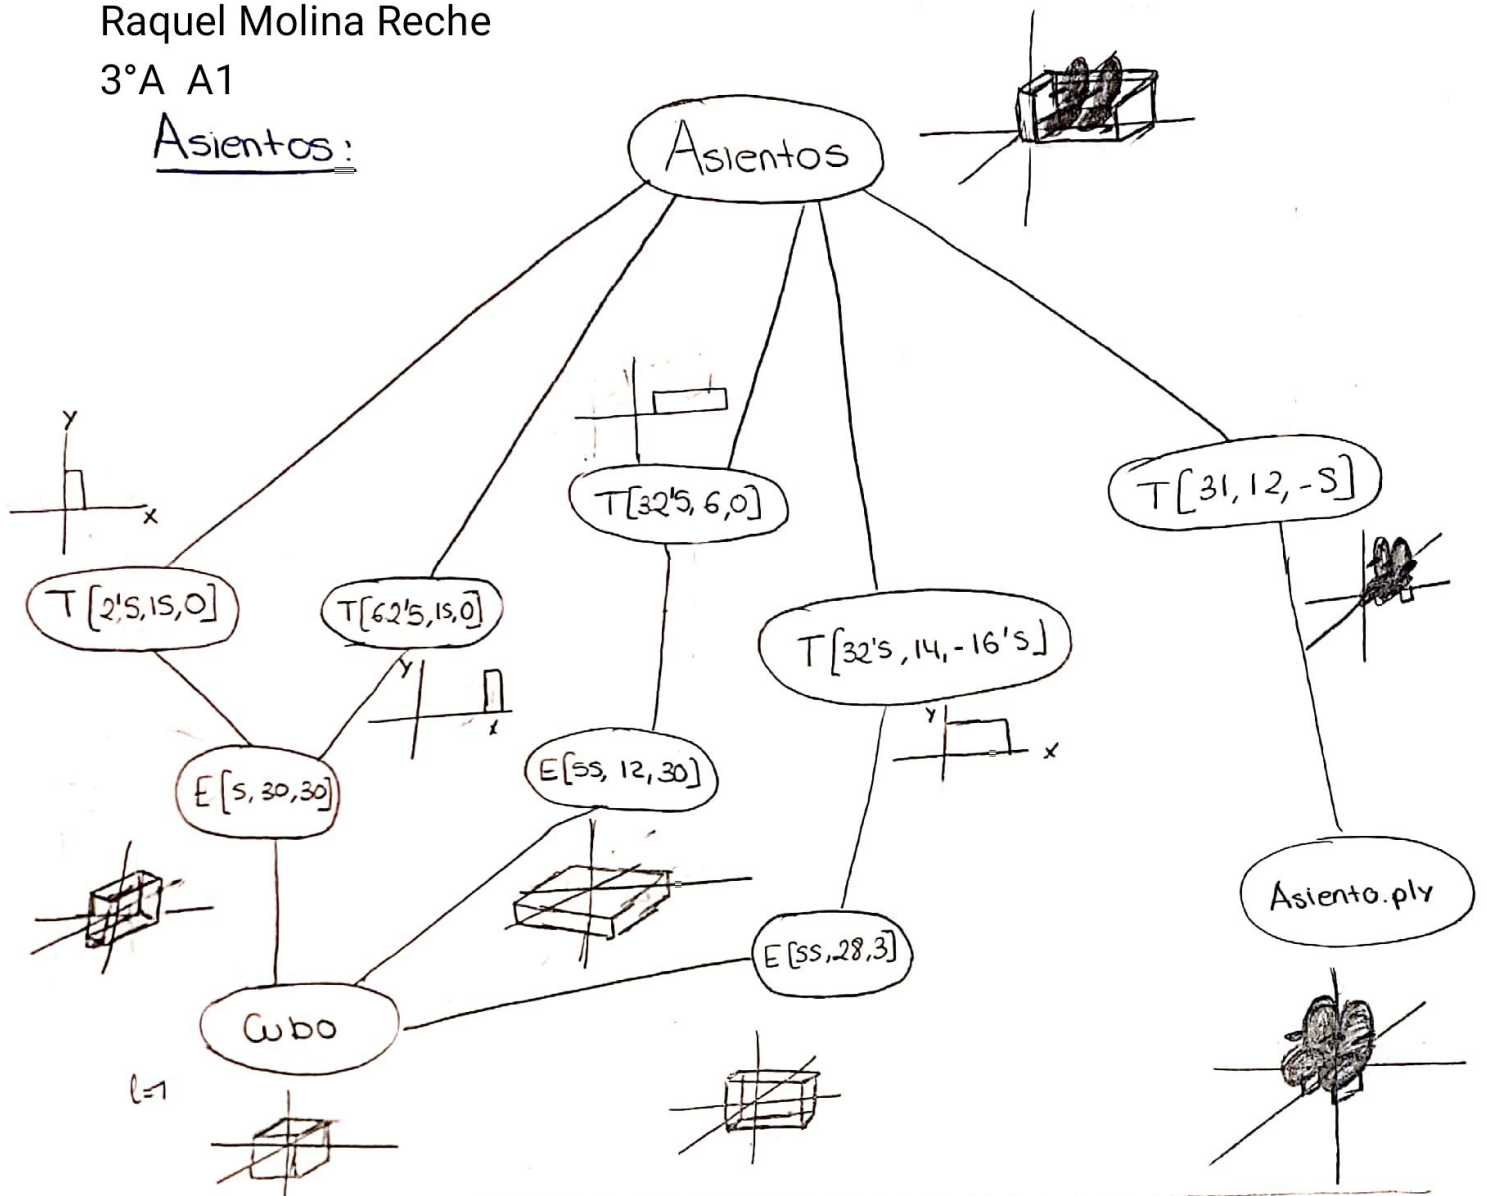 Raquel Molina Reche
3°A A1
Asientos:
Asientos
Y
X
T[32'5,6,0]
T[31,12,-5]
T[2'5,15,0]
T[62'5,15,0]
T[32'5,14,-16'5]
Y
X
Y
X
E[5,30,30]
E[55,12,30]
Asiento.ply
E[55,28,3]
Cubo
l=1